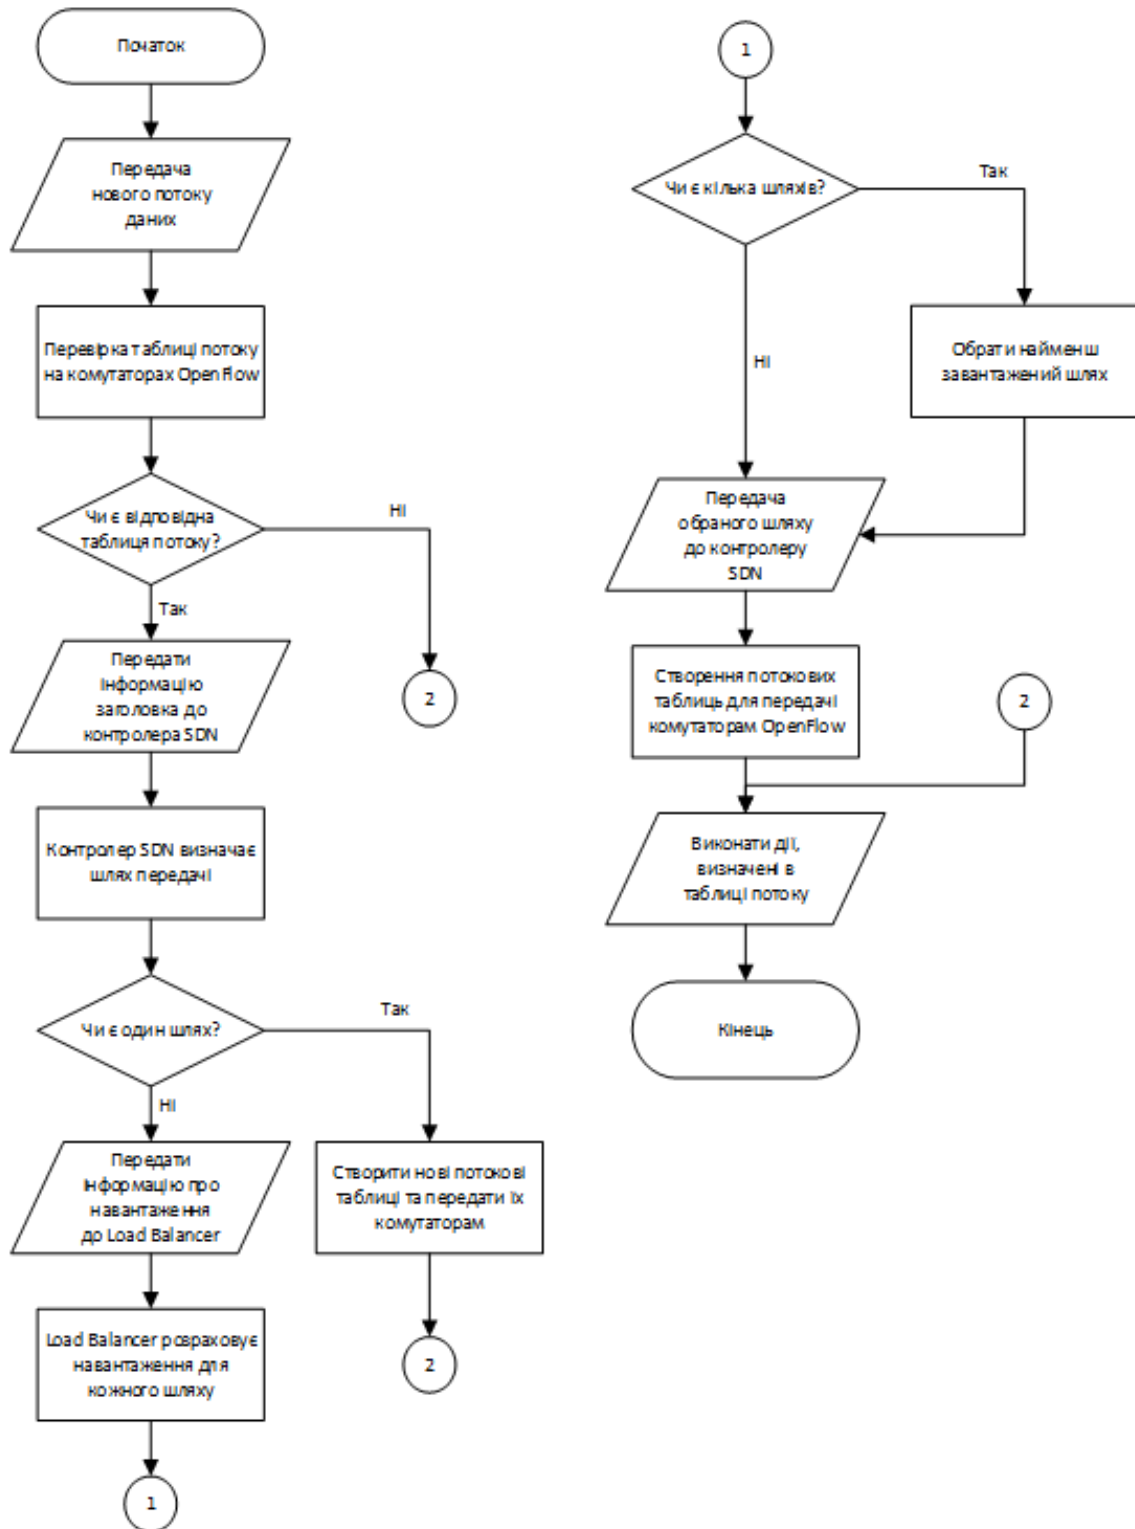 Початок
Передача
нового потоку
даних
Перевірка таблиці потоку
на комутаторах OpenFlow
Чи є відповідна
таблиця потоку?
Ні
Так
Передати
інформацію
заголовка до
контролера SDN
2
Контролер SDN визначає
шлях передачі
Чи є один шлях?
Так
Ні
Передати
інформацію про
навантаження
до Load Balancer
Створити нові потокові
таблиці та передати їх
комутаторам
Load Balancer розраховує
навантаження для
кожного шляху
2
1
1
Чи є кілька шляхів?
Так
Ні
Обрати найменш
завантажений шлях
Передача
обраного шляху
до контролеру
SDN
Створення потокових
таблиць для передачі
комутаторам OpenFlow
2
Виконати дії,
визначені в
таблиці потоку
Кінець